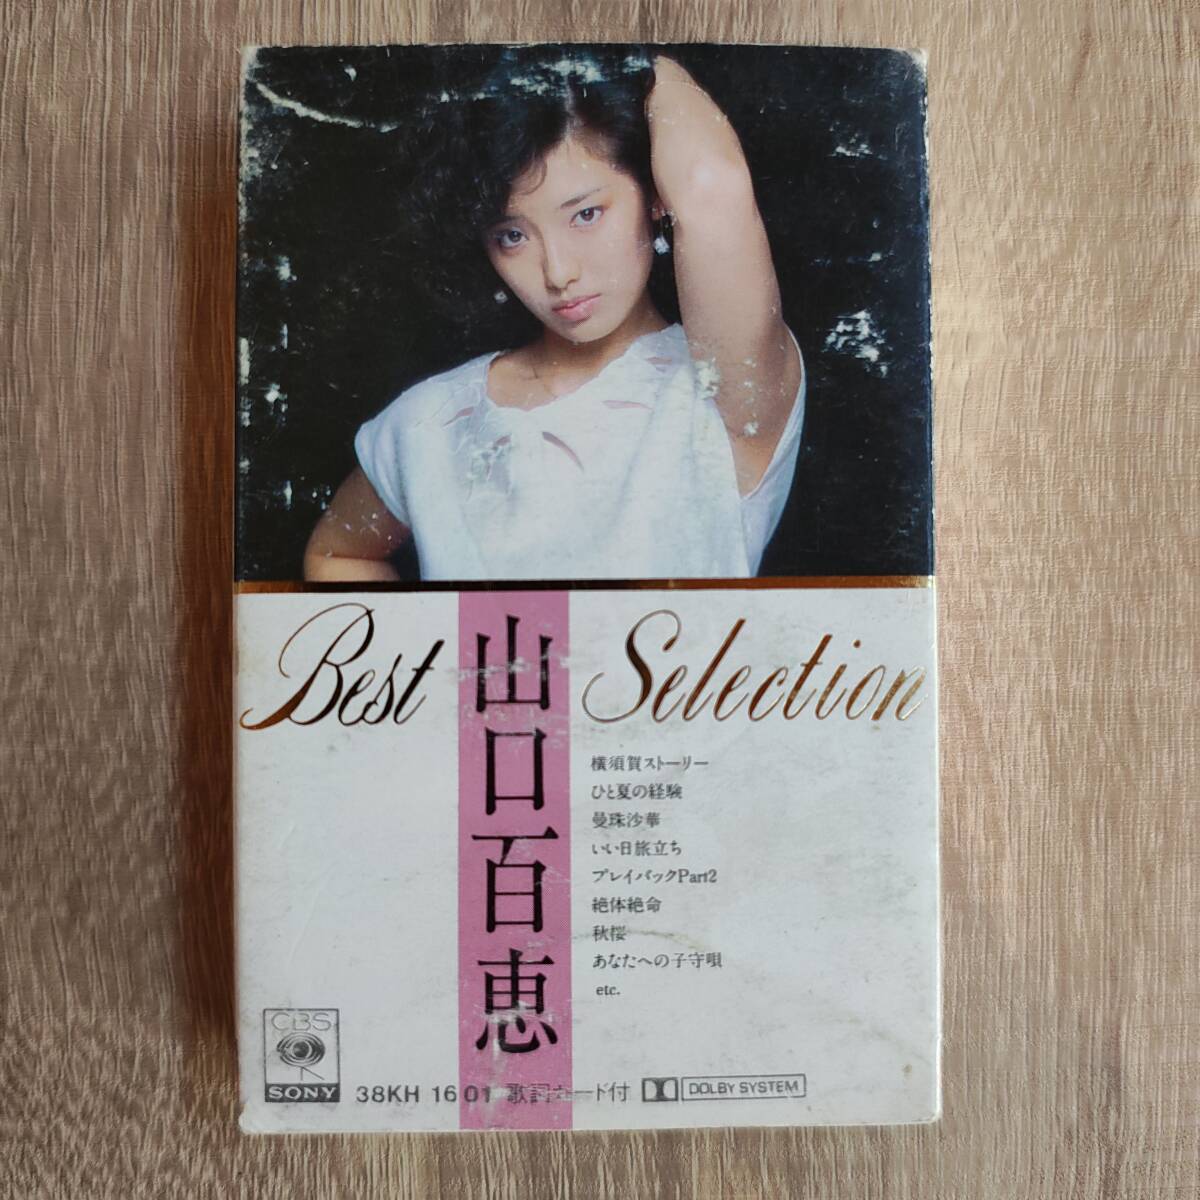 Best Selection
山口百恵
横須賀ストーリー
ひと夏の経験
曼珠沙華
いい日旅立ち
プレイバックPart2
絶体絶命
秋桜
あなたへの子守唄
etc.
CBS
SONY
38KH 1601 歌詞カード付 DOLBY SYSTEM